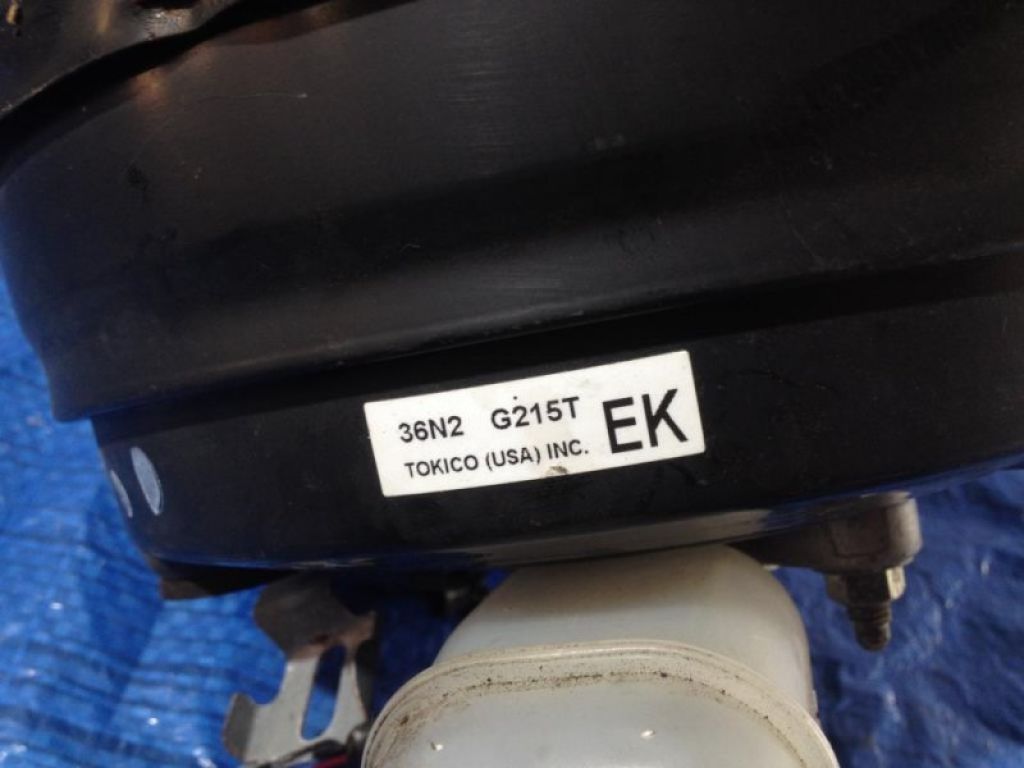 36N2 G215T EK
TOKICO (USA) INC.